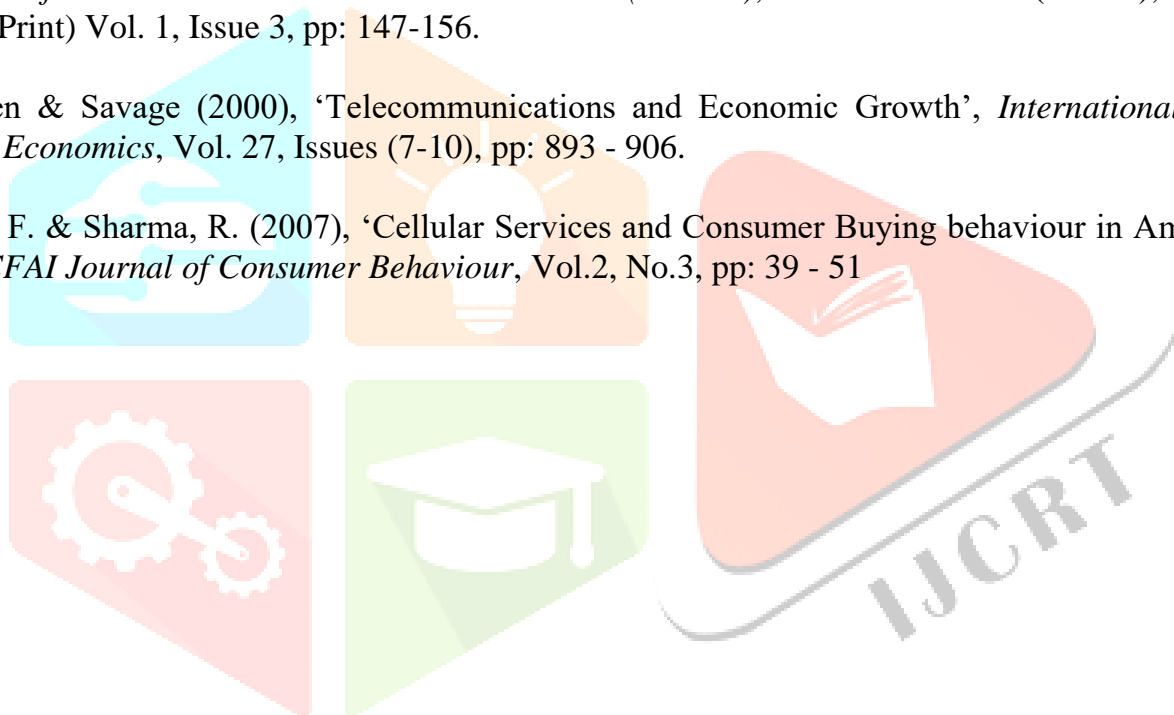 Print) Vol. 1, Issue 3, pp: 147-156.
en & Savage (2000), ‘Telecommunications and Economic Growth’, International
Economics, Vol. 27, Issues (7-10), pp: 893 - 906.
F. & Sharma, R. (2007), ‘Cellular Services and Consumer Buying behaviour in Am
FAI Journal of Consumer Behaviour, Vol.2, No.3, pp: 39 - 51
IJCRT